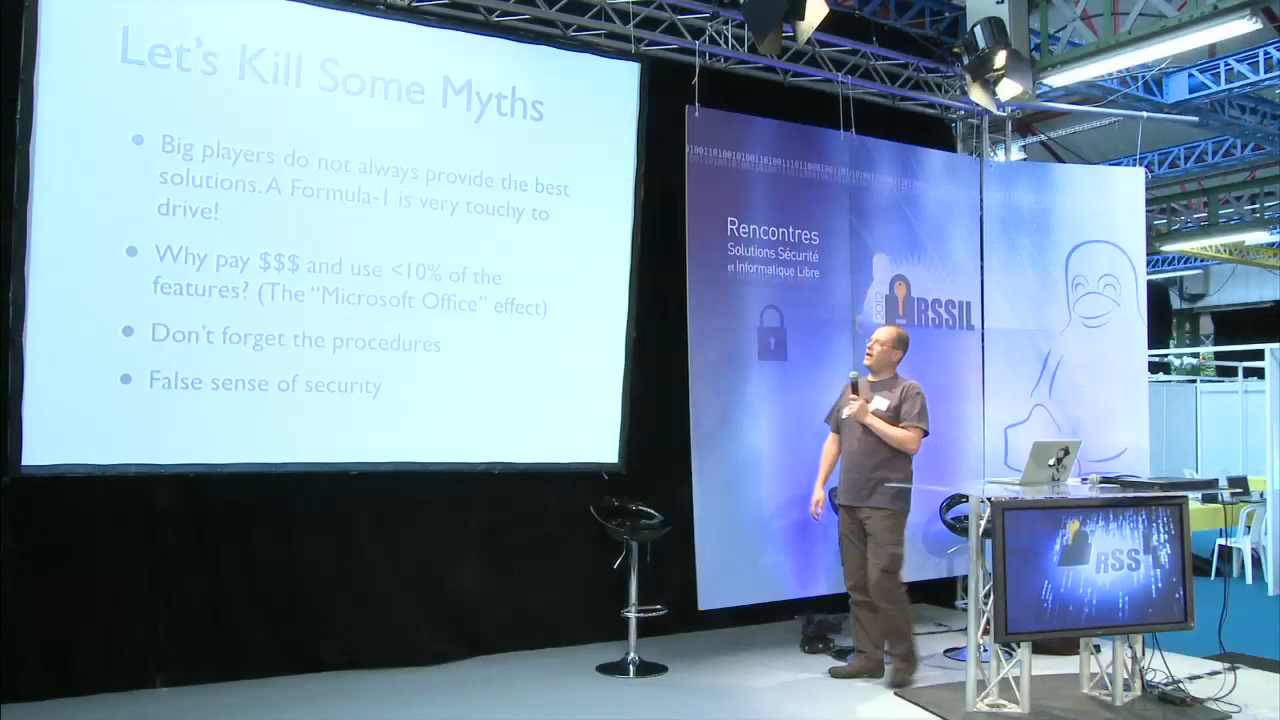 Let's Kill Some Myths
• Big players do not always provide the best
solutions. A Formula-1 is very touchy to
drive!
• Why pay $$$ and use <10% of the
features? (The "Microsoft Office" effect)
• Don't forget the procedures
• False sense of security
Rencontres
Solutions Sécurité
et Informatique Libre
2012
RSSIL
RSS